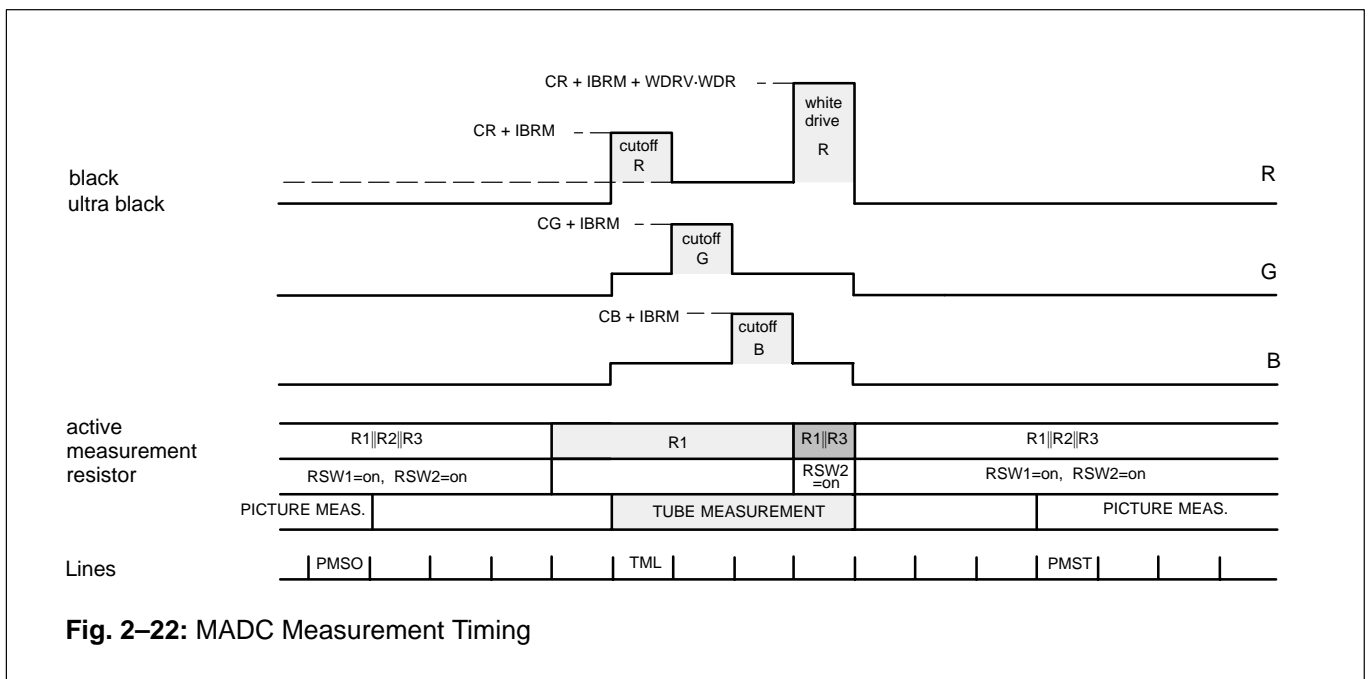 CR + IBRM + WDRV·WDR
white
drive
R
CR + IBRM
cutoff
R
black
ultra black
R
CG + IBRM
cutoff
G
G
CB + IBRM
cutoff
B
B
active
measurement
resistor
R1||R2||R3
R1
R1||R3
R1||R2||R3
RSW1=on, RSW2=on
RSW2
=on
RSW1=on, RSW2=on
PICTURE MEAS.
TUBE MEASUREMENT
PICTURE MEAS.
Lines
PMSO
TML
PMST
Fig. 2–22: MADC Measurement Timing